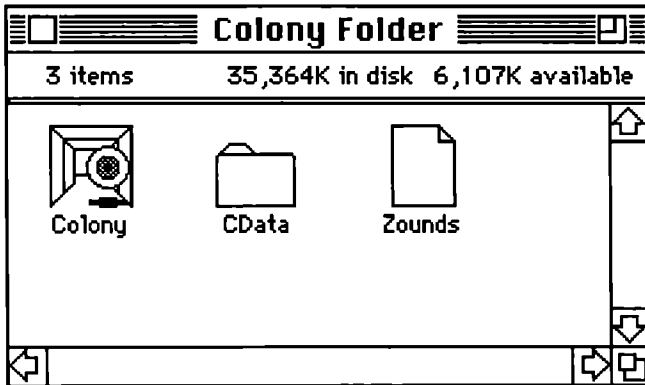 Colony Folder
3 items 35,364K in disk 6,107K available
Colony CData Zounds